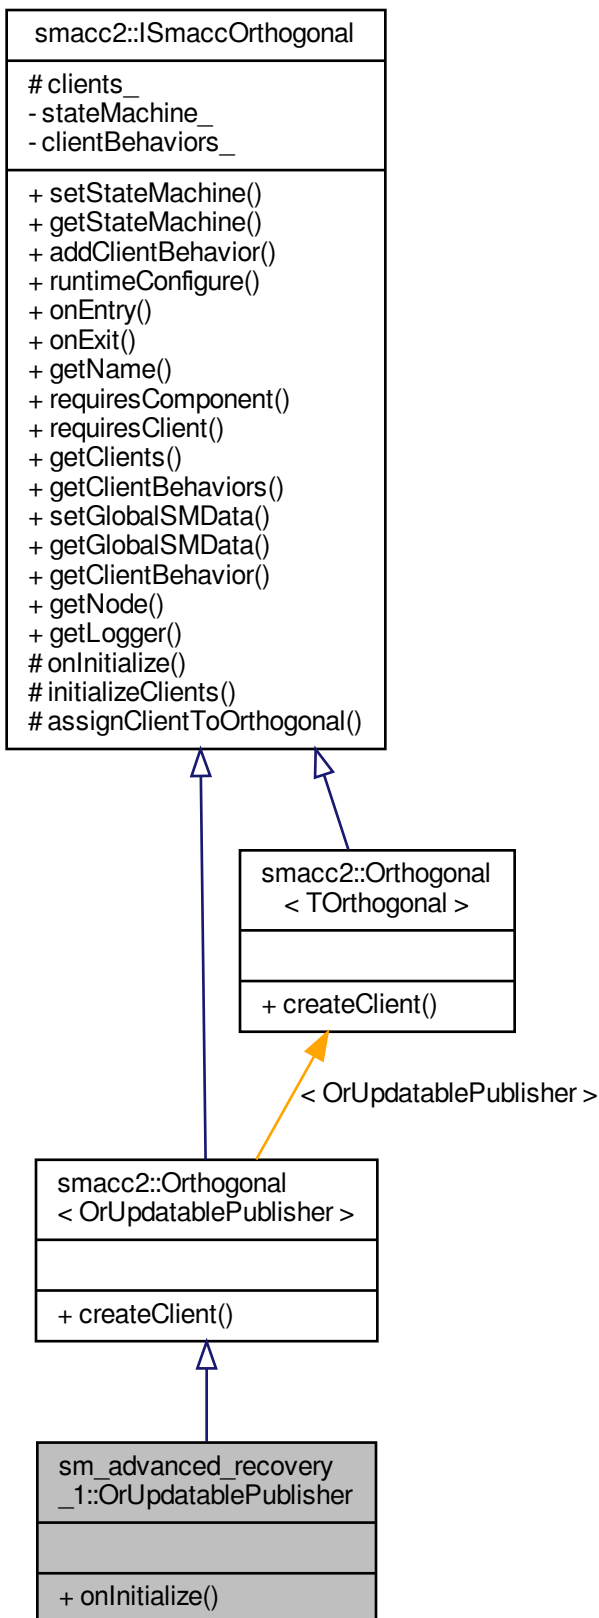 smacc2::ISmaccOrthogonal
# clients_
- stateMachine_
- clientBehaviors_
+ setStateMachine()
+ getStateMachine()
+ addClientBehavior()
+ runtimeConfigure()
+ onEntry()
+ onExit()
+ getName()
+ requiresComponent()
+ requiresClient()
+ getClients()
+ getClientBehaviors()
+ setGlobalSMData()
+ getGlobalSMData()
+ getClientBehavior()
+ getNode()
+ getLogger()
# onInitialize()
# initializeClients()
# assignClientToOrthogonal()
smacc2::Orthogonal
< TOrthogonal >
+ createClient()
< OrUpdatablePublisher >
smacc2::Orthogonal
< OrUpdatablePublisher >
+ createClient()
sm_advanced_recovery
_1::OrUpdatablePublisher
+ onInitialize()